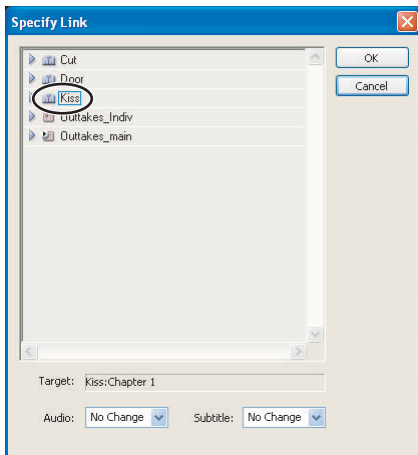 Specify Link
Cut
Door
Kiss
Outtakes_Indiv
Outtakes_main
OK
Cancel
Target: Kiss:Chapter 1
Audio: No Change Subtitle: No Change